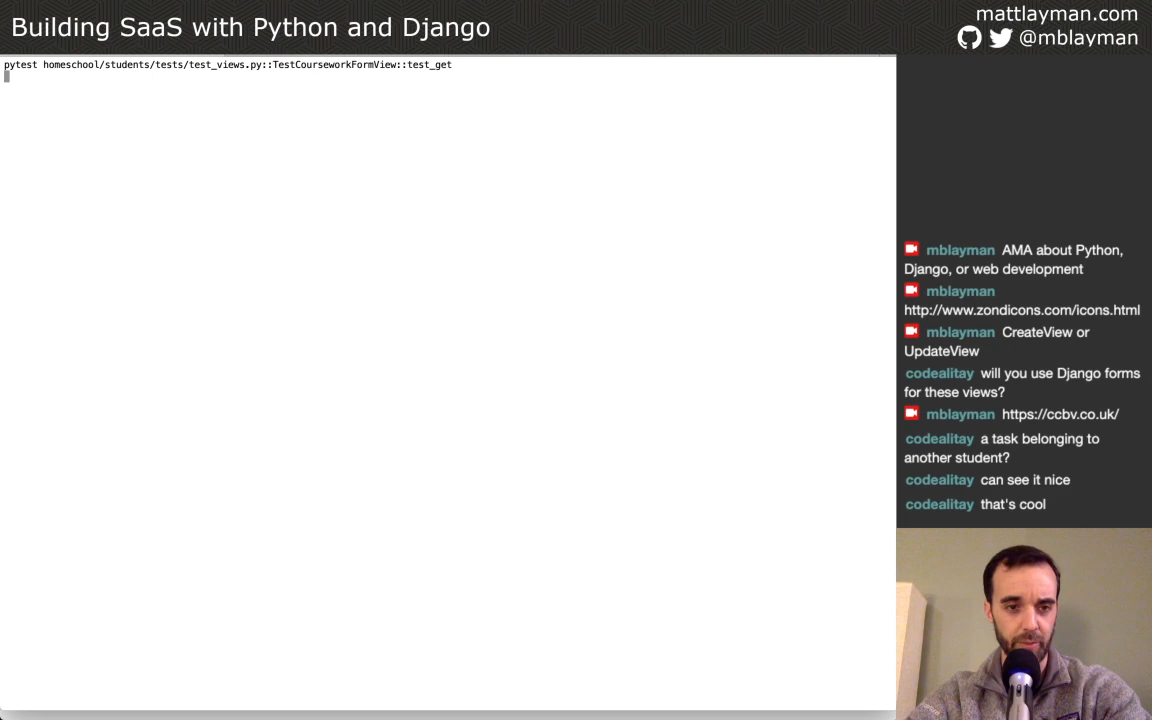 Building SaaS with Python and Django
mattlayman.com
@mblayman
pytest homeschool/students/tests/test_views.py::TestCourseworkFormView::test_get
mblayman AMA about Python,
Django, or web development
mblayman
http://www.zondicons.com/icons.html
mblayman CreateView or
UpdateView
codealitay will you use Django forms
for these views?
mblayman https://ccbv.co.uk/
codealitay a task belonging to
another student?
codealitay can see it nice
codealitay that's cool